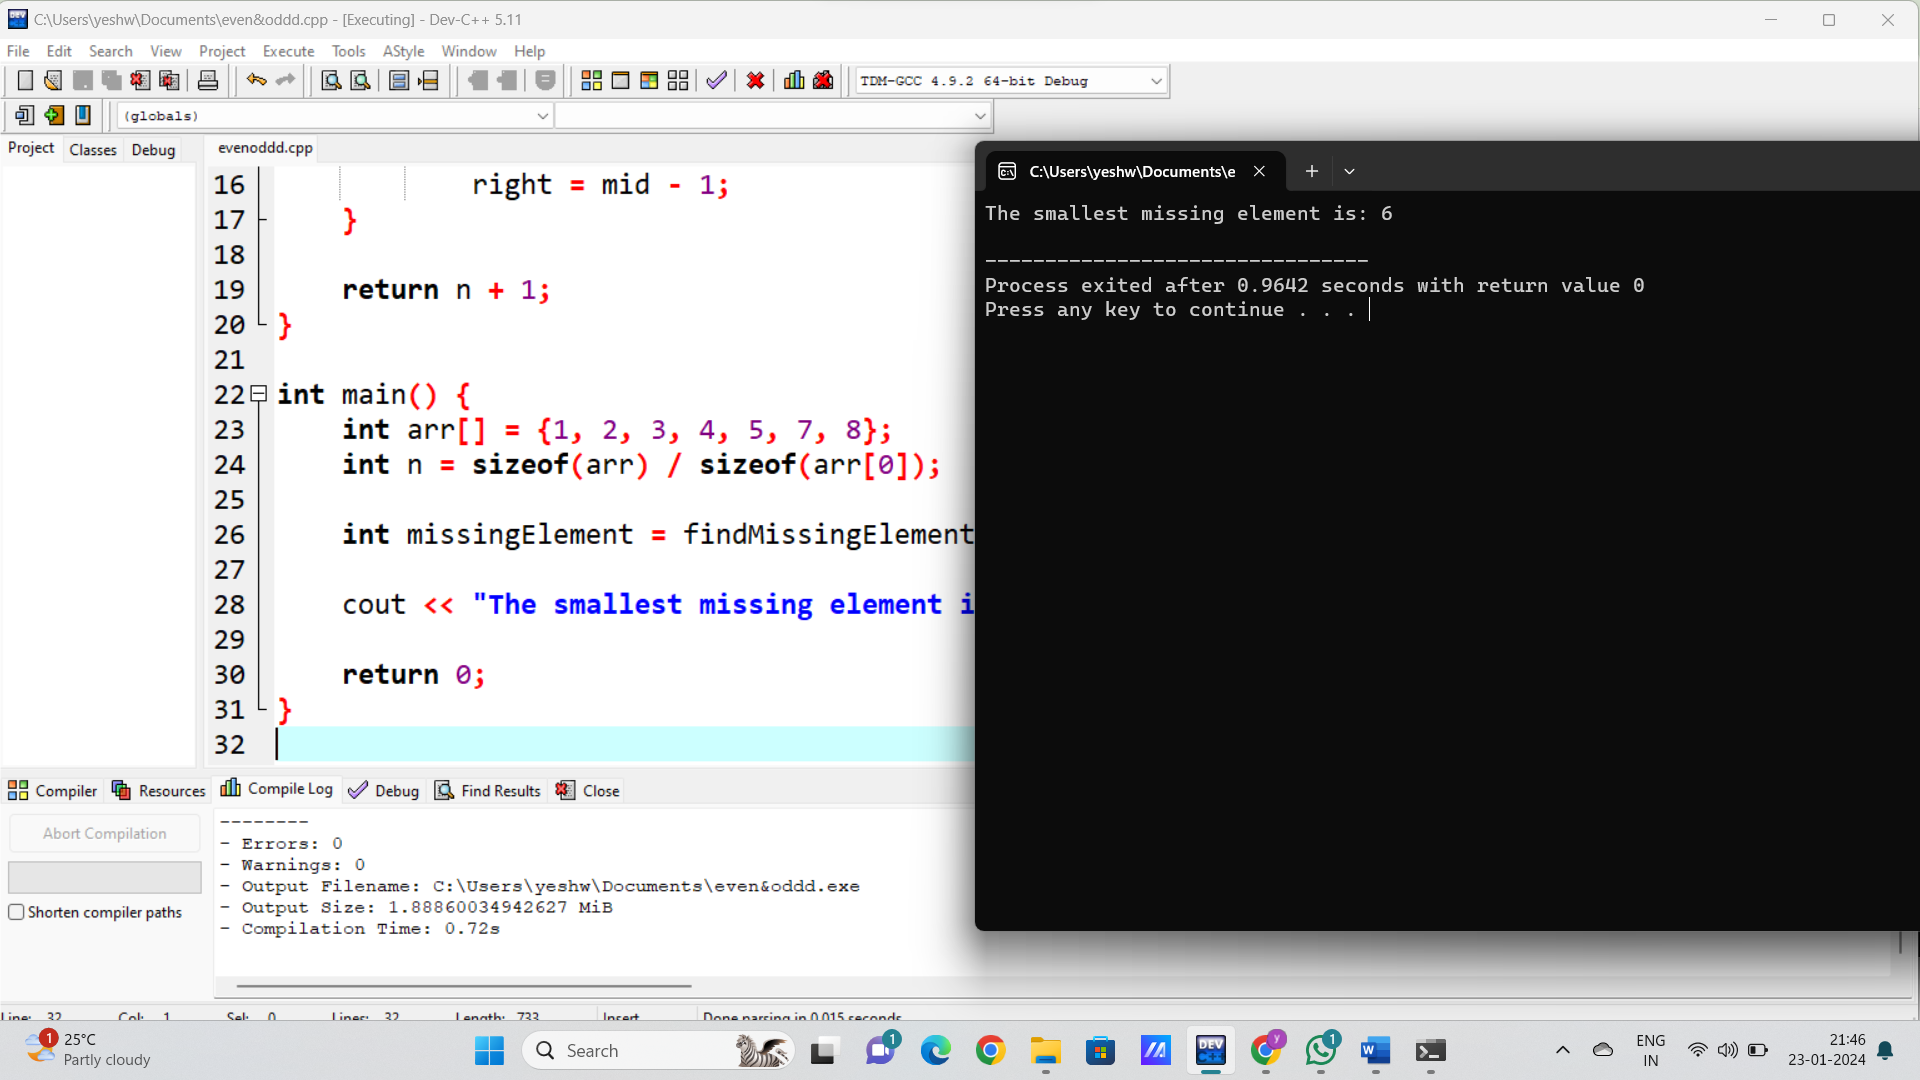 C:\Users\yeshw\Documents\even&oddd.cpp - [Executing] - Dev-C++ 5.11
File Edit Search View Project Execute Tools AStyle Window Help
TDM-GCC 4.9.2 64-bit Debug
(globals)
Project Classes Debug
evenoddd.cpp
16 right = mid - 1;
17 }
18
19 return n + 1;
20 }
21
22 int main() {
23 int arr[] = {1, 2, 3, 4, 5, 7, 8};
24 int n = sizeof(arr) / sizeof(arr[0]);
25
26 int missingElement = findMissingElement
27
28 cout << "The smallest missing element i
29
30 return 0;
31 }
32
C:\Users\yeshw\Documents\e
The smallest missing element is: 6
--------------------------------
Process exited after 0.9642 seconds with return value 0
Press any key to continue . . .
Compiler Resources Compile Log Debug Find Results Close
Abort Compilation
Shorten compiler paths
--------
- Errors: 0
- Warnings: 0
- Output Filename: C:\Users\yeshw\Documents\even&oddd.exe
- Output Size: 1.88860034942627 MiB
- Compilation Time: 0.72s
Line: 32 Col: 1 Sel: 0 Lines: 32 Length: 733 Insert Done parsing in 0.015 seconds
1
25°C
Partly cloudy
Search
1
DEV C++
y
1
W
ENG
IN
21:46
23-01-2024